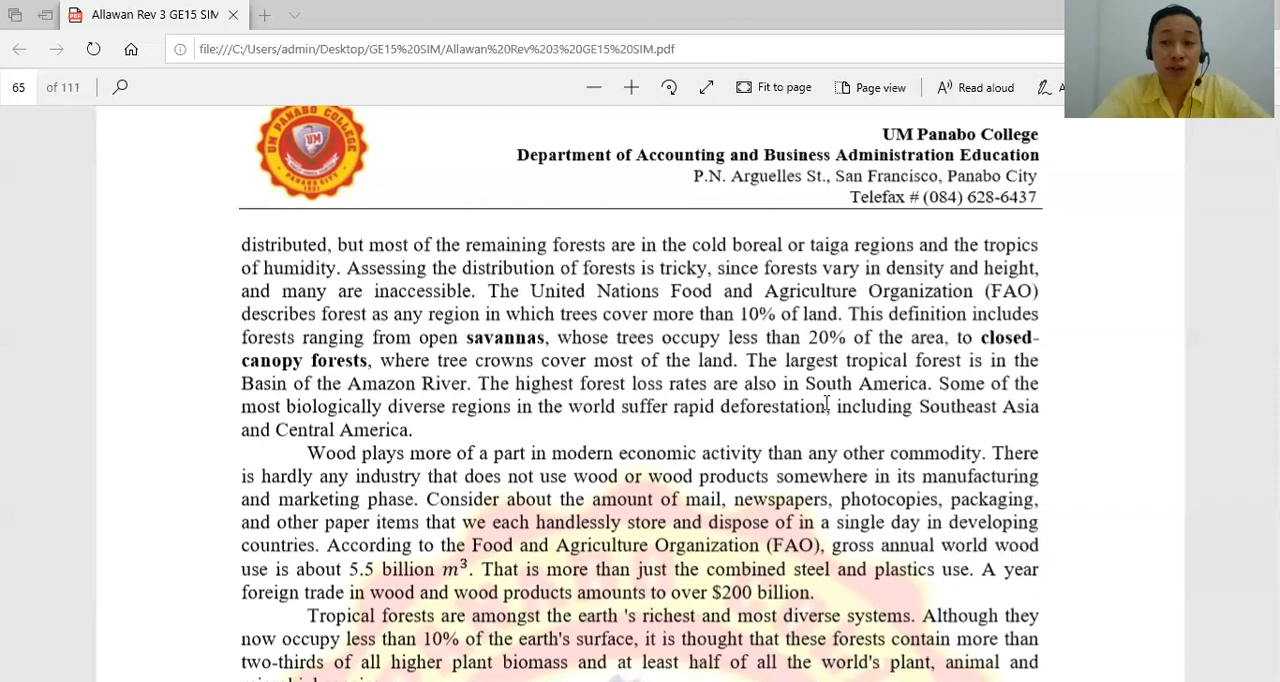 Allawan Rev 3 GE15 SIM
file:///C:/Users/admin/Desktop/GE15%20SIM/Allawan%20Rev%203%20GE15%20SIM.pdf
65 of 111 Fit to page Page view Read aloud A
UM PANABO COLLEGE
UM
PANABO CITY
UM Panabo College
Department of Accounting and Business Administration Education
P.N. Arguelles St., San Francisco, Panabo City
Telefax # (084) 628-6437
distributed, but most of the remaining forests are in the cold boreal or taiga regions and the tropics
of humidity. Assessing the distribution of forests is tricky, since forests vary in density and height,
and many are inaccessible. The United Nations Food and Agriculture Organization (FAO)
describes forest as any region in which trees cover more than 10% of land. This definition includes
forests ranging from open savannas, whose trees occupy less than 20% of the area, to closed-
canopy forests, where tree crowns cover most of the land. The largest tropical forest is in the
Basin of the Amazon River. The highest forest loss rates are also in South America. Some of the
most biologically diverse regions in the world suffer rapid deforestation, including Southeast Asia
and Central America.
Wood plays more of a part in modern economic activity than any other commodity. There
is hardly any industry that does not use wood or wood products somewhere in its manufacturing
and marketing phase. Consider about the amount of mail, newspapers, photocopies, packaging,
and other paper items that we each handlessly store and dispose of in a single day in developing
countries. According to the Food and Agriculture Organization (FAO), gross annual world wood
use is about 5.5 billion m³. That is more than just the combined steel and plastics use. A year
foreign trade in wood and wood products amounts to over $200 billion.
Tropical forests are amongst the earth 's richest and most diverse systems. Although they
now occupy less than 10% of the earth's surface, it is thought that these forests contain more than
two-thirds of all higher plant biomass and at least half of all the world's plant, animal and